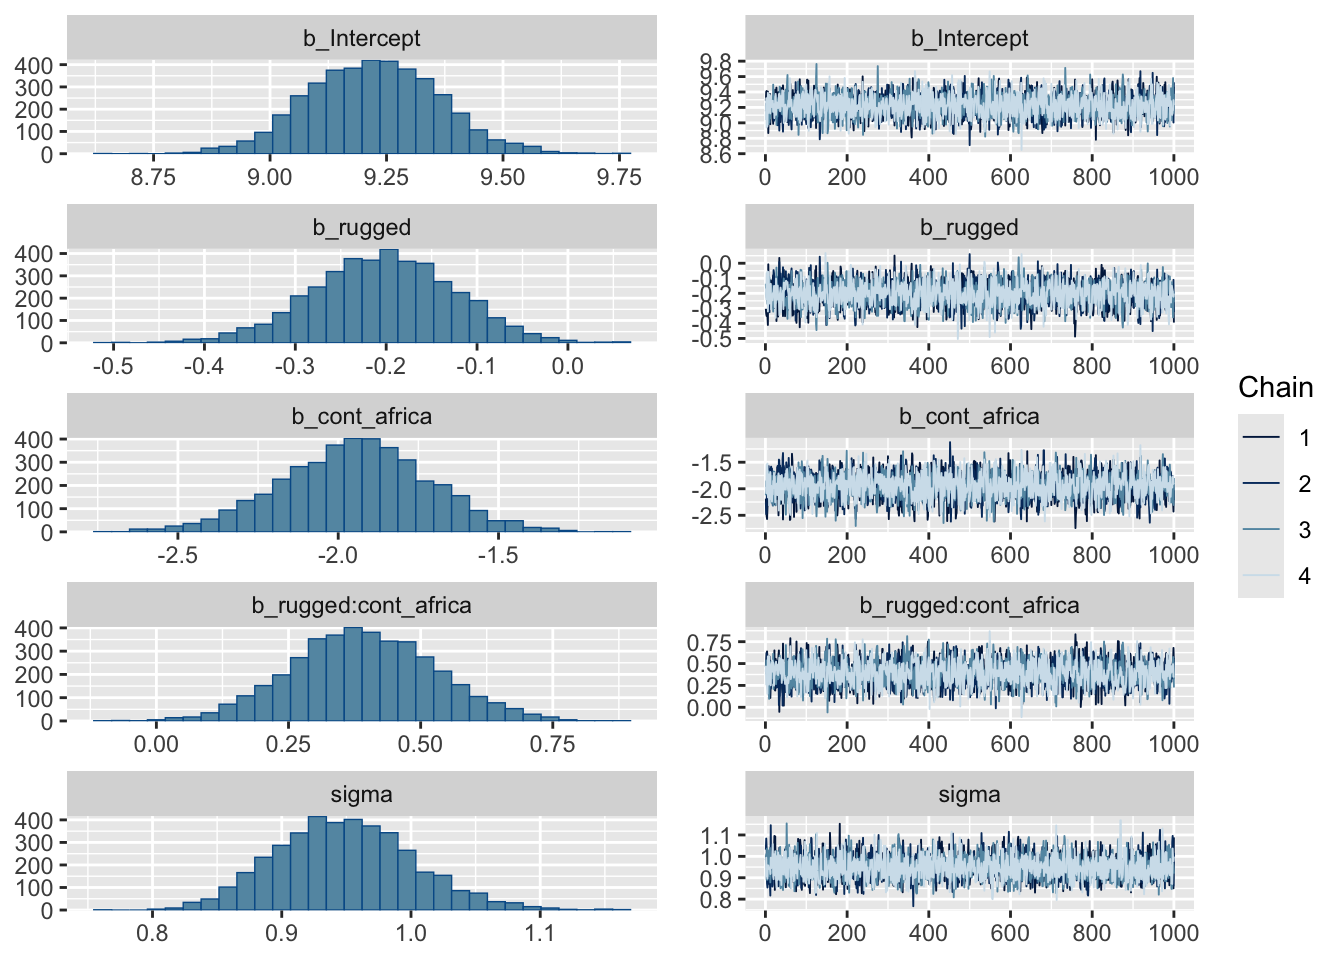 b_Intercept
400
300
200
100
0
8.75 9.00 9.25 9.50 9.75
b_Intercept
9.8
9.6
9.4
9.2
9.0
8.8
8.6
0 200 400 600 800 1000
b_rugged
400
300
200
100
0
-0.5 -0.4 -0.3 -0.2 -0.1 0.0
b_rugged
0.0
-0.1
-0.2
-0.3
-0.4
-0.5
0 200 400 600 800 1000
b_cont_africa
400
300
200
100
0
-2.5 -2.0 -1.5
b_cont_africa
-1.5
-2.0
-2.5
0 200 400 600 800 1000
b_rugged:cont_africa
400
300
200
100
0
0.00 0.25 0.50 0.75
b_rugged:cont_africa
0.75
0.50
0.25
0.00
0 200 400 600 800 1000
sigma
400
300
200
100
0
0.8 0.9 1.0 1.1
sigma
1.1
1.0
0.9
0.8
0 200 400 600 800 1000
Chain
1
2
3
4